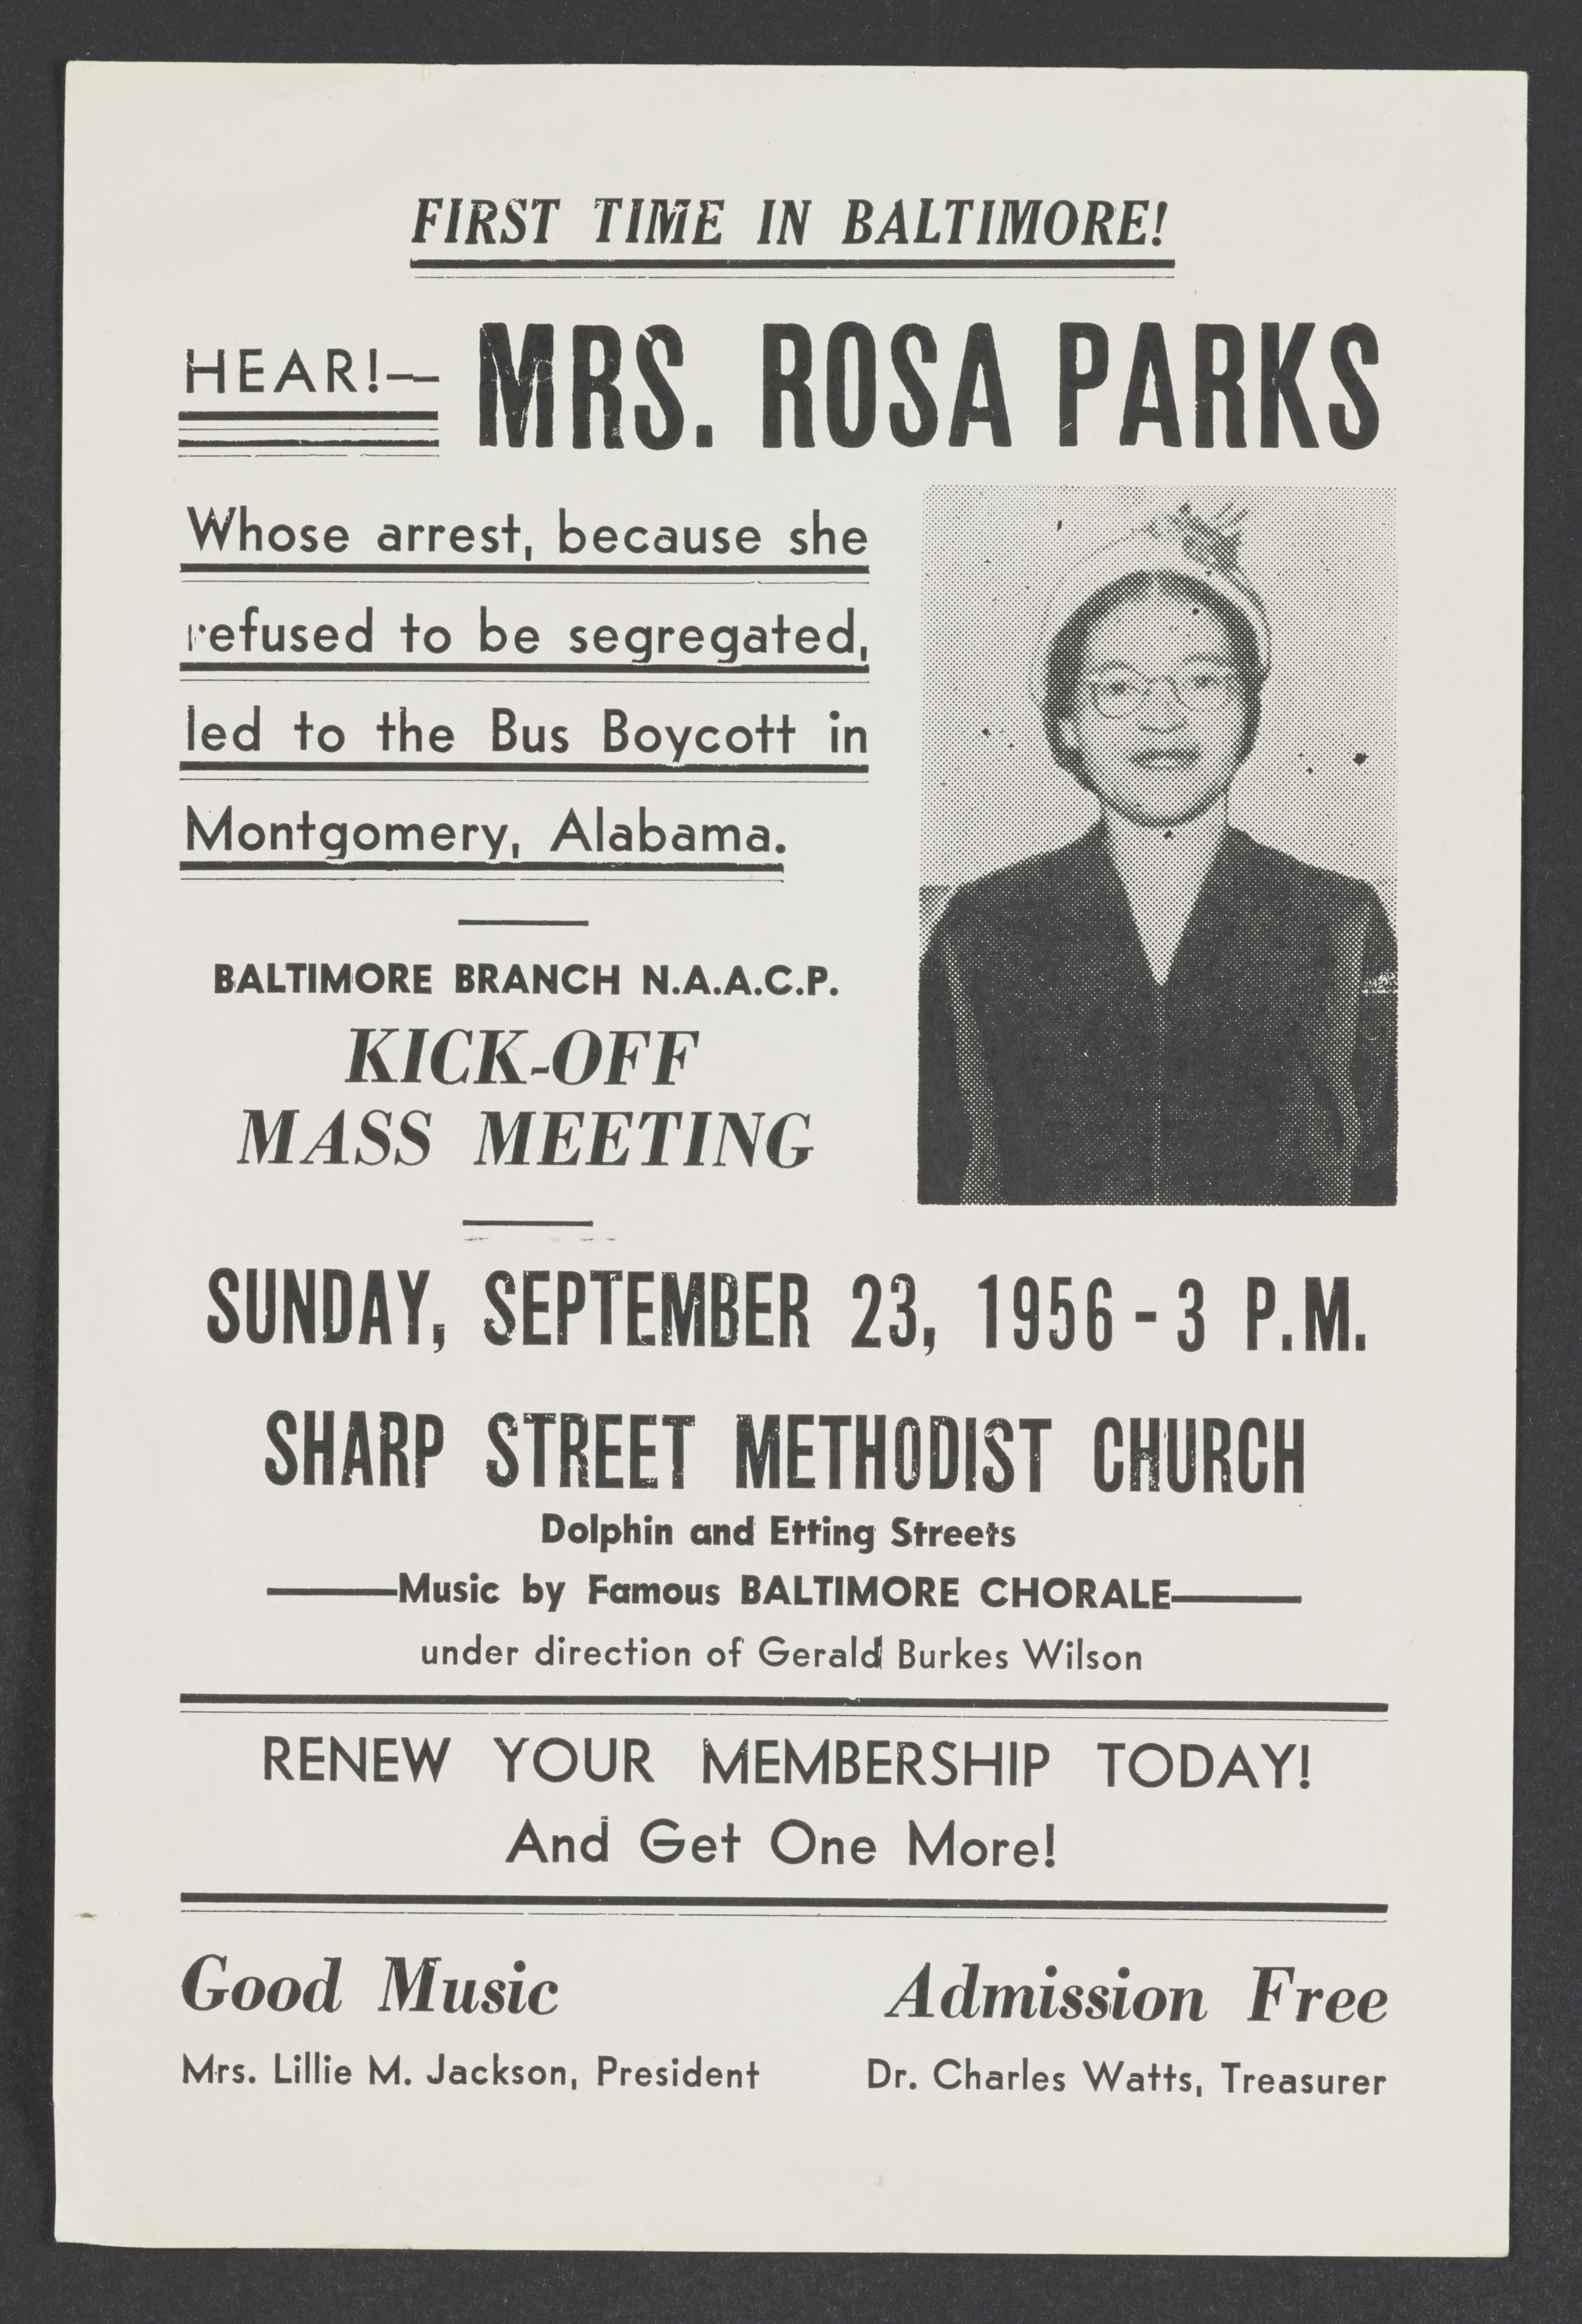 FIRST TIME IN BALTIMORE!
HEAR!— MRS. ROSA PARKS
Whose arrest, because she
refused to be segregated,
led to the Bus Boycott in
Montgomery, Alabama.
BALTIMORE BRANCH N.A.A.C.P.
KICK-OFF
MASS MEETING
SUNDAY, SEPTEMBER 23, 1956 - 3 P.M.
SHARP STREET METHODIST CHURCH
Dolphin and Etting Streets
Music by Famous BALTIMORE CHORALE
under direction of Gerald Burkes Wilson
RENEW YOUR MEMBERSHIP TODAY!
And Get One More!
Good Music Admission Free
Mrs. Lillie M. Jackson, President Dr. Charles Watts, Treasurer